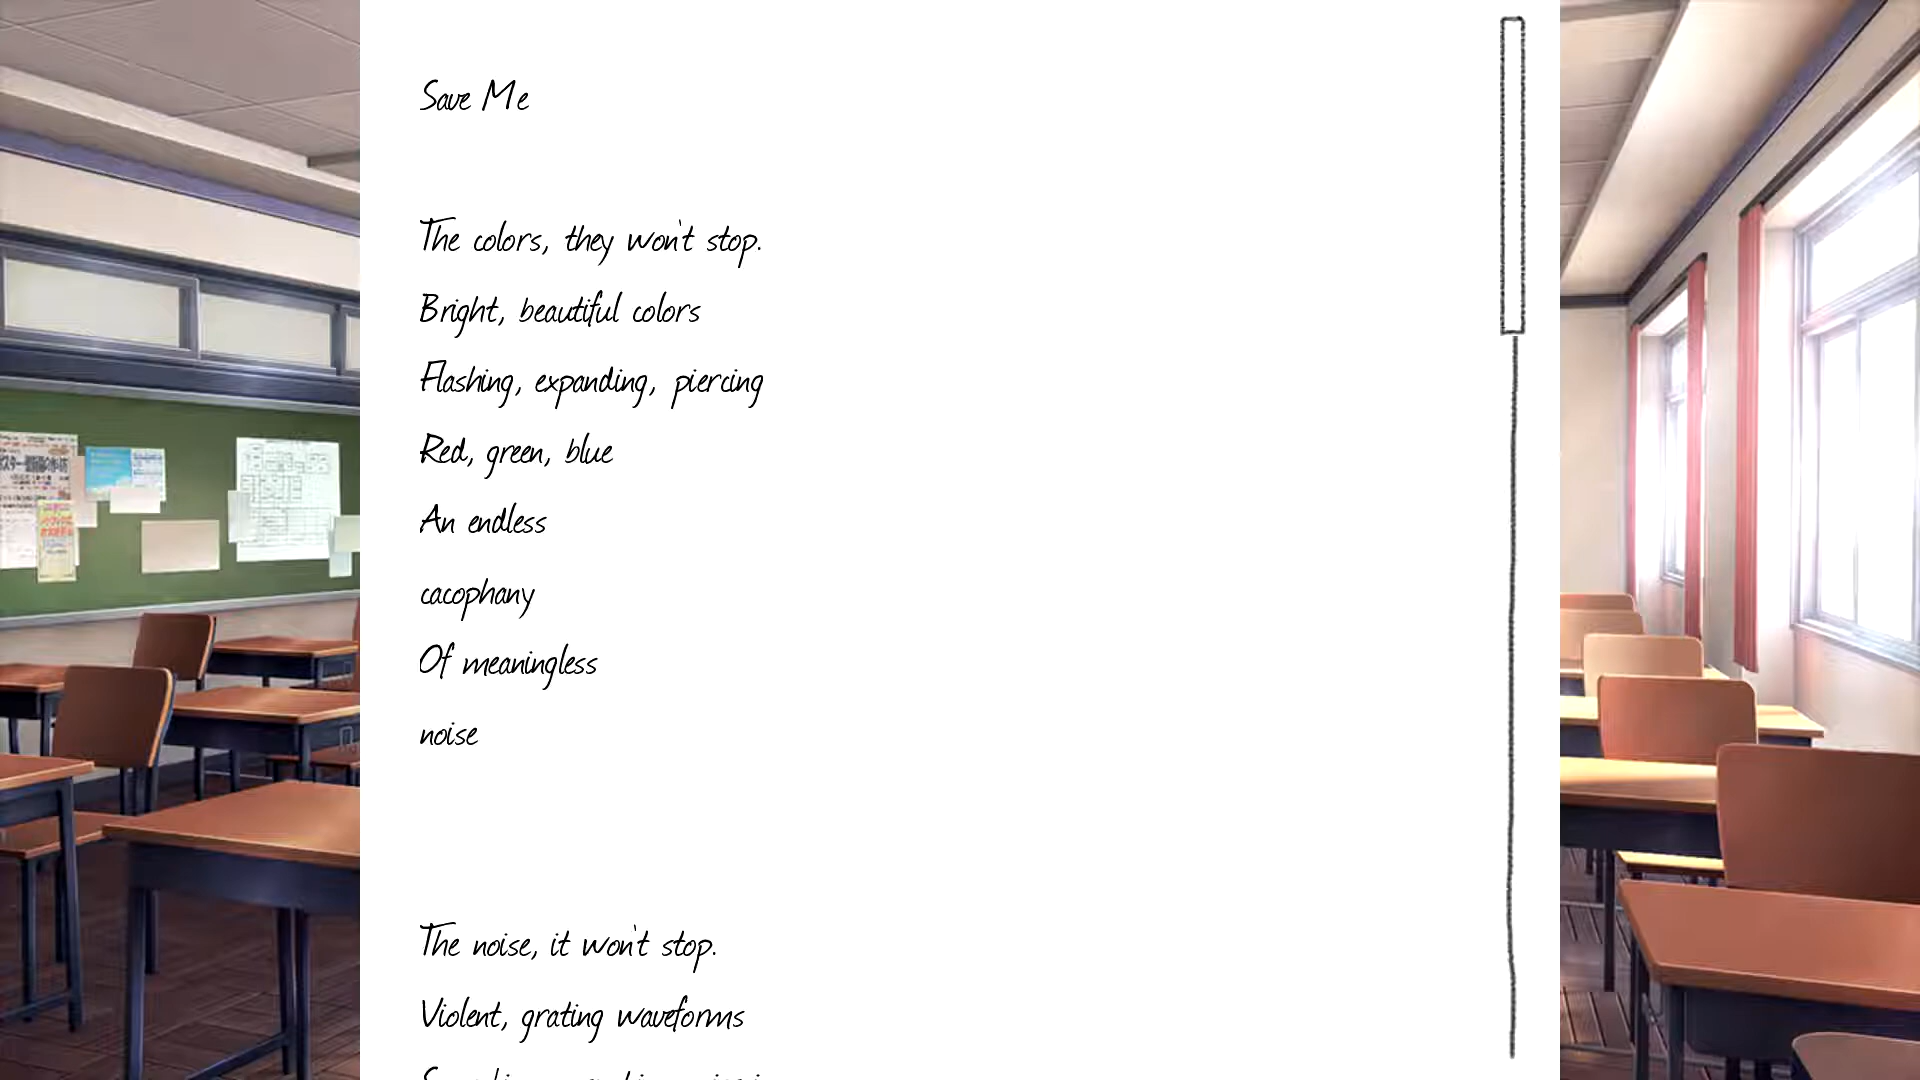 Save Me
The colors, they won't stop.
Bright, beautiful colors
Flashing, expanding, piercing
Red, green, blue
An endless
cacophany
Of meaningless
noise
The noise, it won't stop.
Violent, grating waveforms